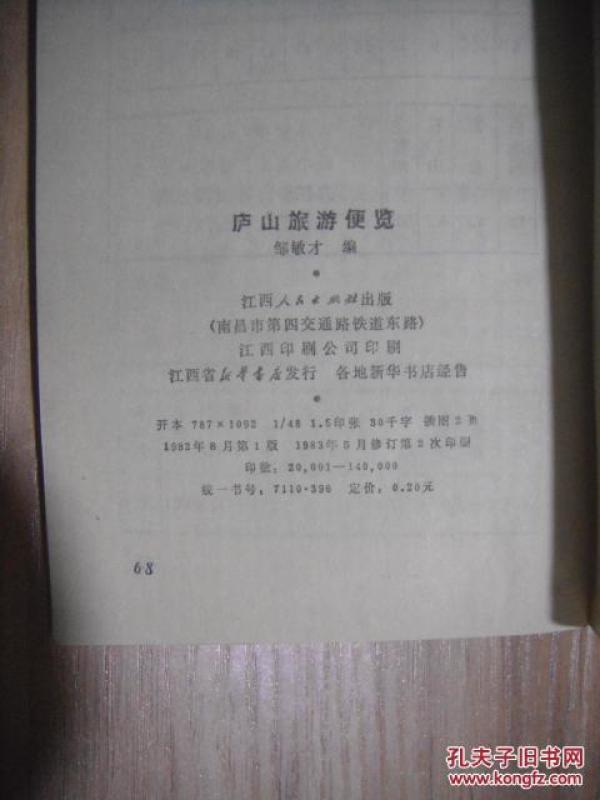 庐山旅游便览
邹敏才 编
江西人民出版社出版
(南昌市第四交通路铁道东路)
江西印刷公司印刷
江西省新华书店发行 各地新华书店经售
开本 787×1092 1/48 1.5印张 30千字 插图2页
1982年8月第1版 1983年5月修订第2次印刷
印数:20,001—140,000
统一书号:7110·396 定价:0.20元
68
孔夫子旧书网
www.kongfz.com